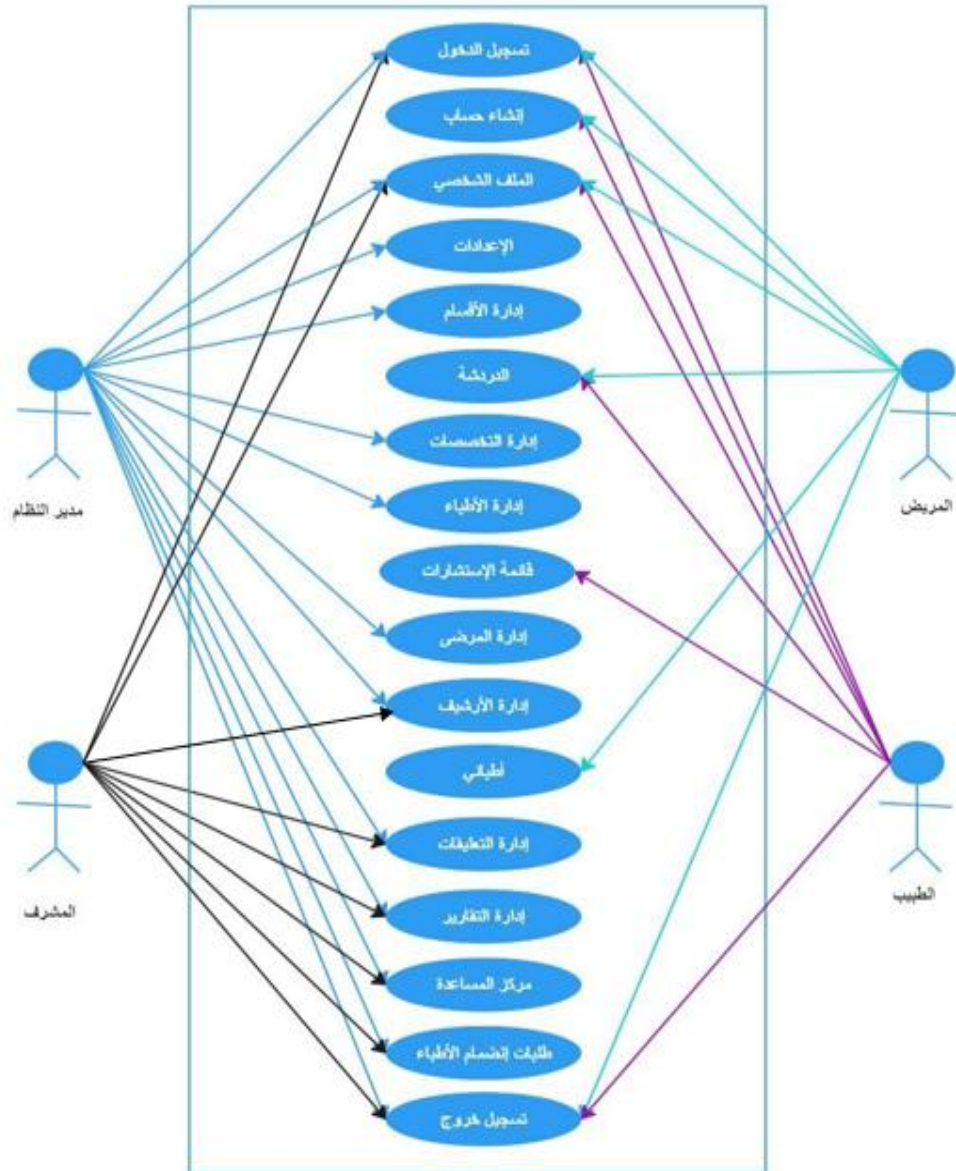 تسجيل الدخول
إنشاء حساب
الملف الشخصي
الإعدادات
إدارة الأقسام
الدردشة
إدارة التخصصات
إدارة الأطباء
قائمة الإستشارات
إدارة المرضى
إدارة الأرشيف
أطبائي
إدارة التعليقات
إدارة التقارير
مركز المساعدة
طلبات إنضمام الأطباء
تسجيل خروج
مدير النظام
المريض
المشرف
الطبيب